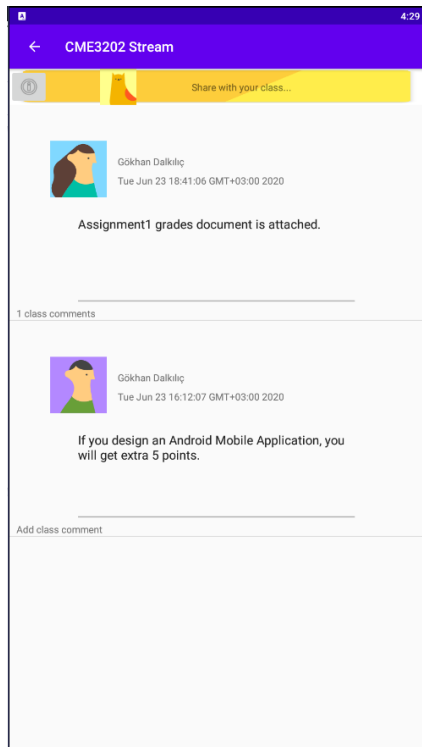 A
4:29
CME3202 Stream
Share with your class...
Gökhan Dalkılıç
Tue Jun 23 18:41:06 GMT+03:00 2020
Assignment1 grades document is attached.
1 class comments
Gökhan Dalkılıç
Tue Jun 23 16:12:07 GMT+03:00 2020
If you design an Android Mobile Application, you
will get extra 5 points.
Add class comment